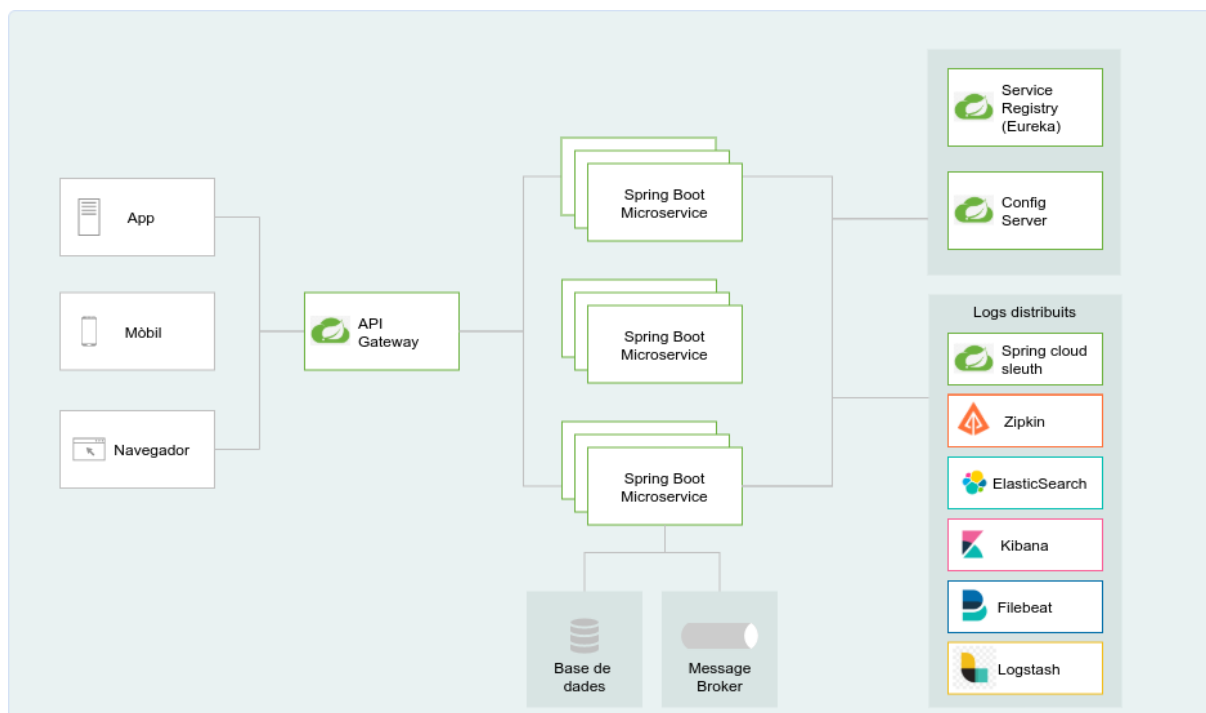 App
Mòbil
Navegador
API
Gateway
Spring Boot
Microservice
Spring Boot
Microservice
Spring Boot
Microservice
Base de
dades
Message
Broker
Service
Registry
(Eureka)
Config
Server
Logs distribuits
Spring cloud
sleuth
Zipkin
ElasticSearch
Kibana
Filebeat
Logstash